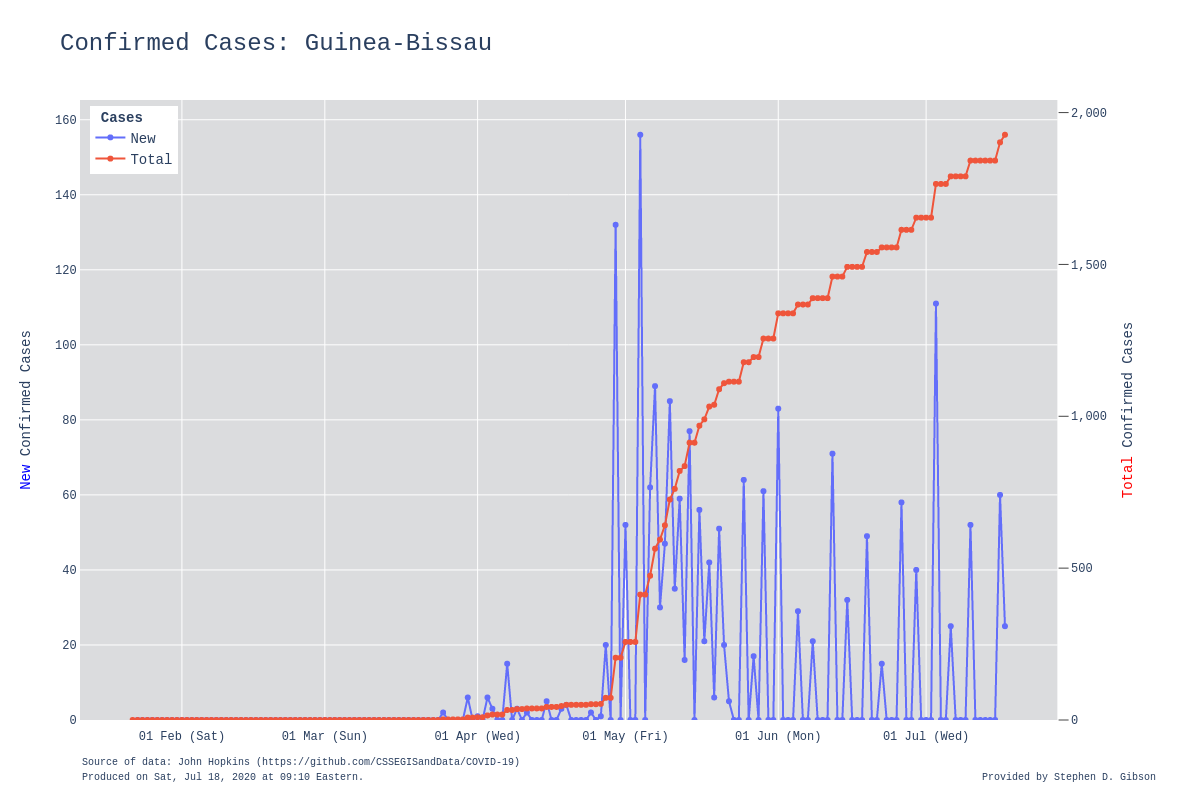 Confirmed Cases: Guinea-Bissau
Cases
New
Total
160
140
120
100
80
60
40
20
0
2,000
1,500
1,000
500
0
New Confirmed Cases
Total Confirmed Cases
01 Feb (Sat)
01 Mar (Sun)
01 Apr (Wed)
01 May (Fri)
01 Jun (Mon)
01 Jul (Wed)
Source of data: John Hopkins (https://github.com/CSSEGISandData/COVID-19)
Produced on Sat, Jul 18, 2020 at 09:10 Eastern.
Provided by Stephen D. Gibson